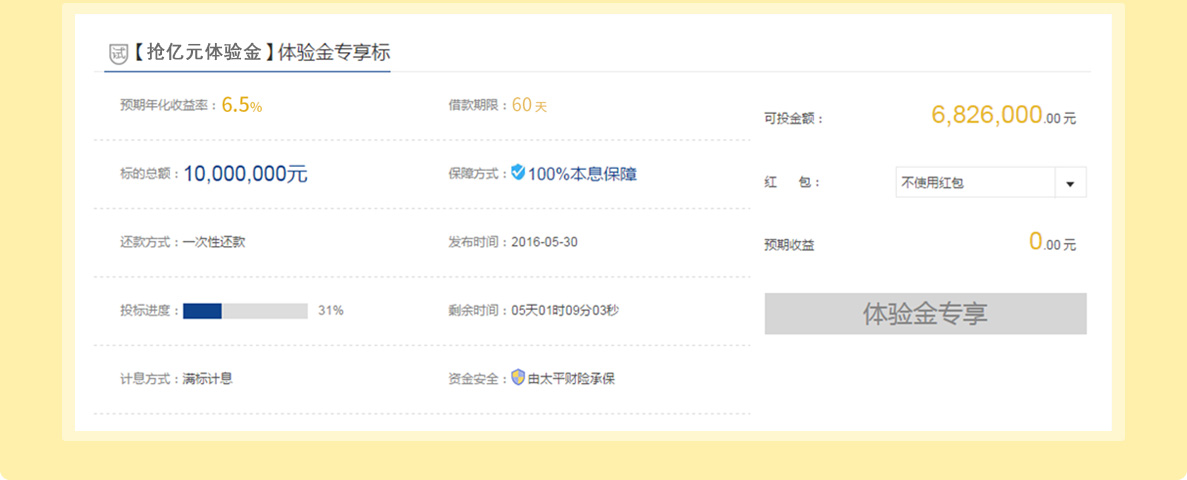 试【抢亿元体验金】体验金专享标
预期年化收益率：6.5%
借款期限：60天
可投金额：
6,826,000.00 元
标的总额：10,000,000元
保障方式：100%本息保障
红 包：
不使用红包
还款方式：一次性还款
发布时间：2016-05-30
预期收益
0.00 元
投标进度： 31%
剩余时间：05天01时09分03秒
体验金专享
计息方式：满标计息
资金安全：由太平财险承保